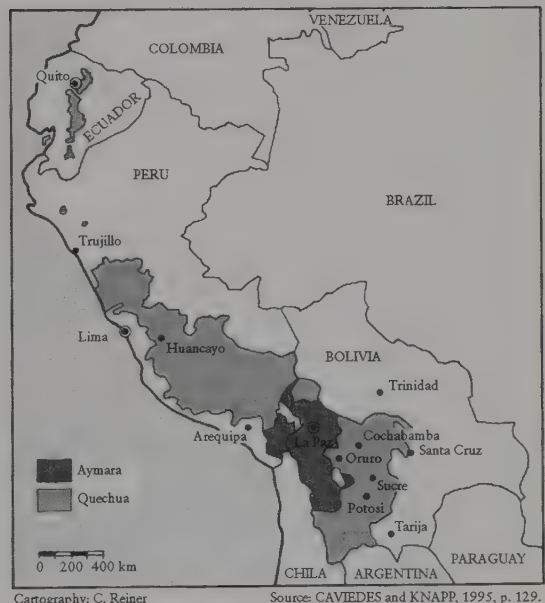 VENEZUELA
COLOMBIA
Quito
ECUADOR
PERU
BRAZIL
Trujillo
Lima
Huancayo
BOLIVIA
Trinidad
Arequipa
La Paz
Cochabamba
Santa Cruz
Oruro
Sucre
Potosi
Tarija
Aymara
Quechua
PARAGUAY
0 200 400 km
CHILA
ARGENTINA
Cartography: C. Reiner
Source: CAVIEDES and KNAPP, 1995, p. 129.